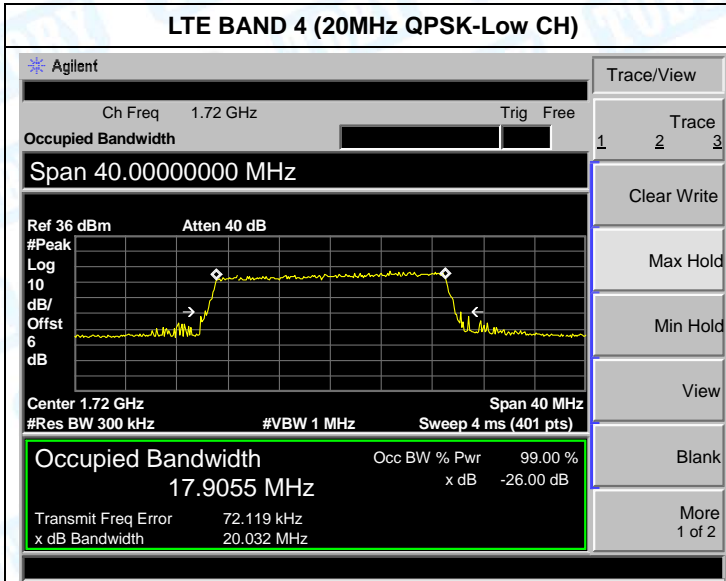 LTE BAND 4 (20MHz QPSK-Low CH)
Agilent
Trace/View
Ch Freq 1.72 GHz Trig Free
Occupied Bandwidth
Trace
1 2 3
Span 40.00000000 MHz
Clear Write
Ref 36 dBm Atten 40 dB
#Peak
Log
10
dB/
Offst
6
dB
Max Hold
Min Hold
View
Center 1.72 GHz Span 40 MHz
#Res BW 300 kHz #VBW 1 MHz Sweep 4 ms (401 pts)
Occupied Bandwidth Occ BW % Pwr 99.00 %
17.9055 MHz x dB -26.00 dB
Blank
Transmit Freq Error 72.119 kHz
x dB Bandwidth 20.032 MHz
More
1 of 2